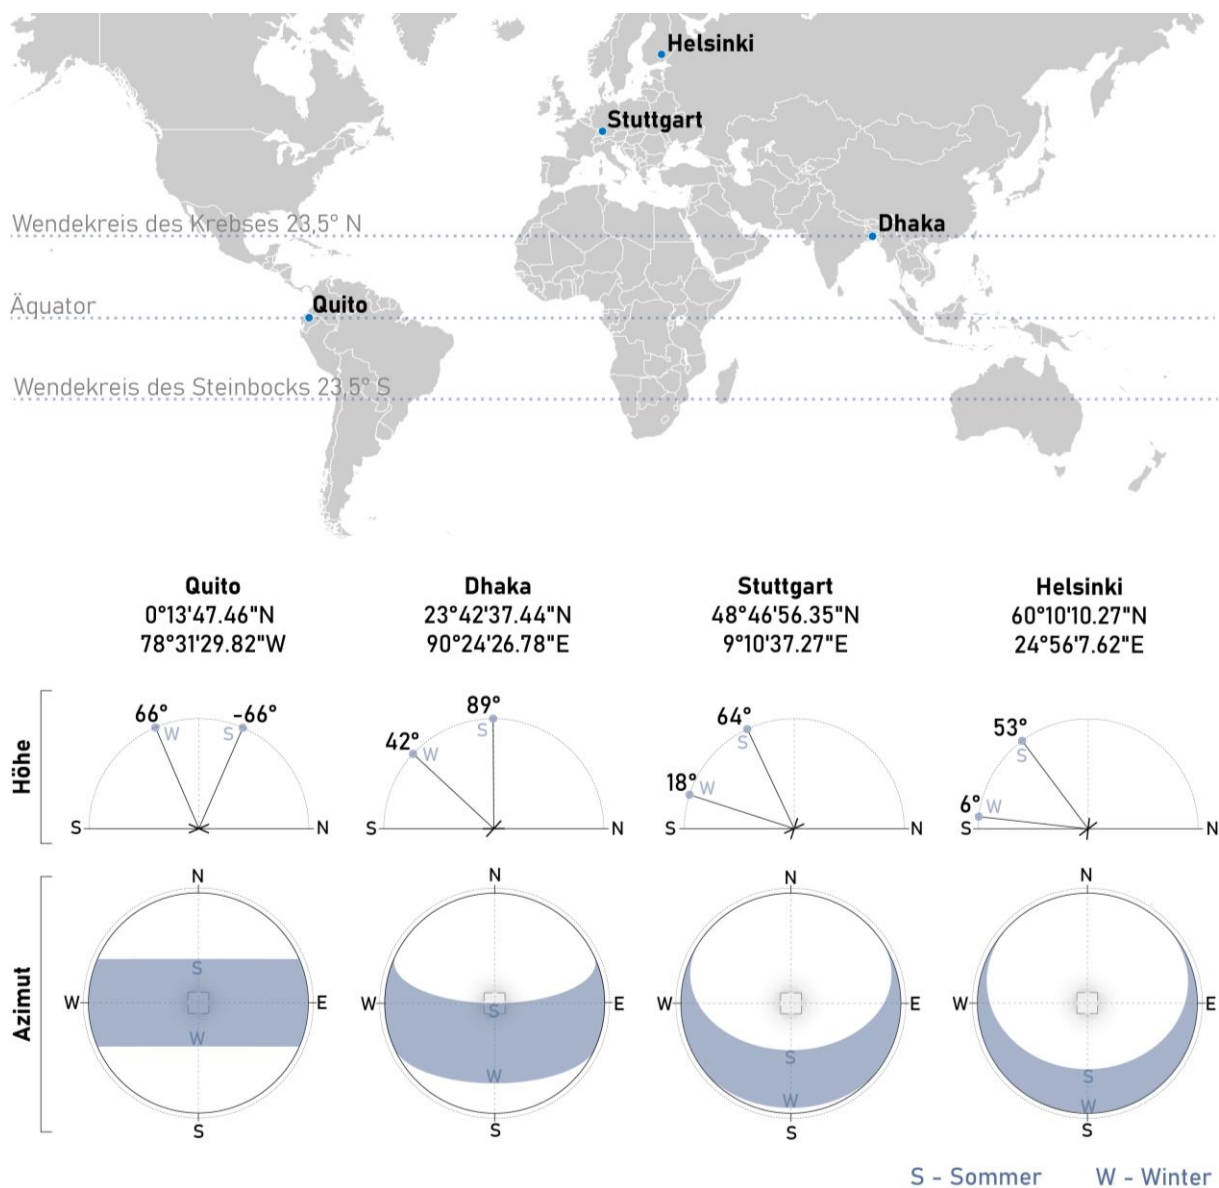 Helsinki
Stuttgart
Wendekreis des Krebses 23,5° N
Dhaka
Äquator
Quito
Wendekreis des Steinbocks 23,5° S
Quito
0°13'47.46"N
78°31'29.82"W
Dhaka
23°42'37.44"N
90°24'26.78"E
Stuttgart
48°46'56.35"N
9°10'37.27"E
Helsinki
60°10'10.27"N
24°56'7.62"E
Höhe
66°
W
-66°
S
S
N
89°
S
42°
W
S
N
64°
S
18°
W
S
N
53°
S
6°
W
S
N
Azimut
N
W
E
S
S
W
N
W
E
S
S
W
N
W
E
S
S
W
N
W
E
S
S
W
S - Sommer
W - Winter